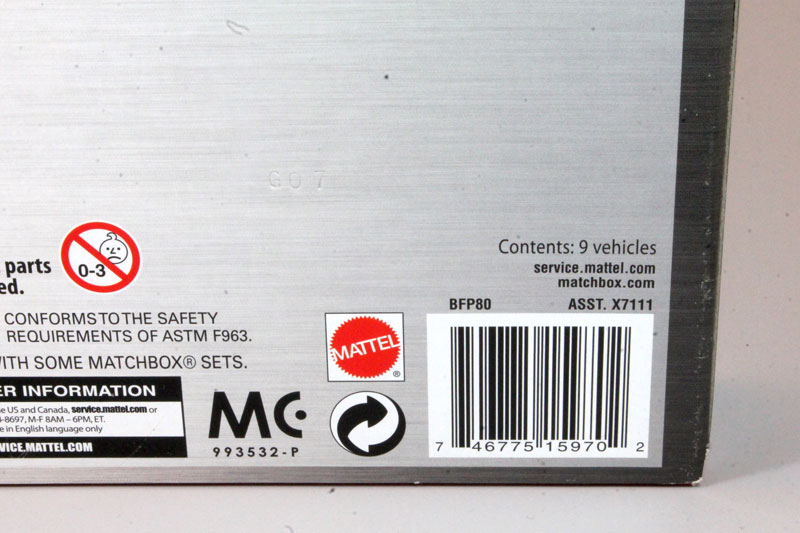 G07
parts
ed.
0-3
Contents: 9 vehicles
service.mattel.com
matchbox.com
BFP80 ASST. X7111
CONFORMS TO THE SAFETY
REQUIREMENTS OF ASTM F963.
WITH SOME MATCHBOX® SETS.
MATTEL
®
ER INFORMATION
e US and Canada, service.mattel.com or
-8697, M-F 8AM – 6PM, ET.
e in English language only
VICE.MATTEL.COM
MC
993532-P
7 46775 15970 2